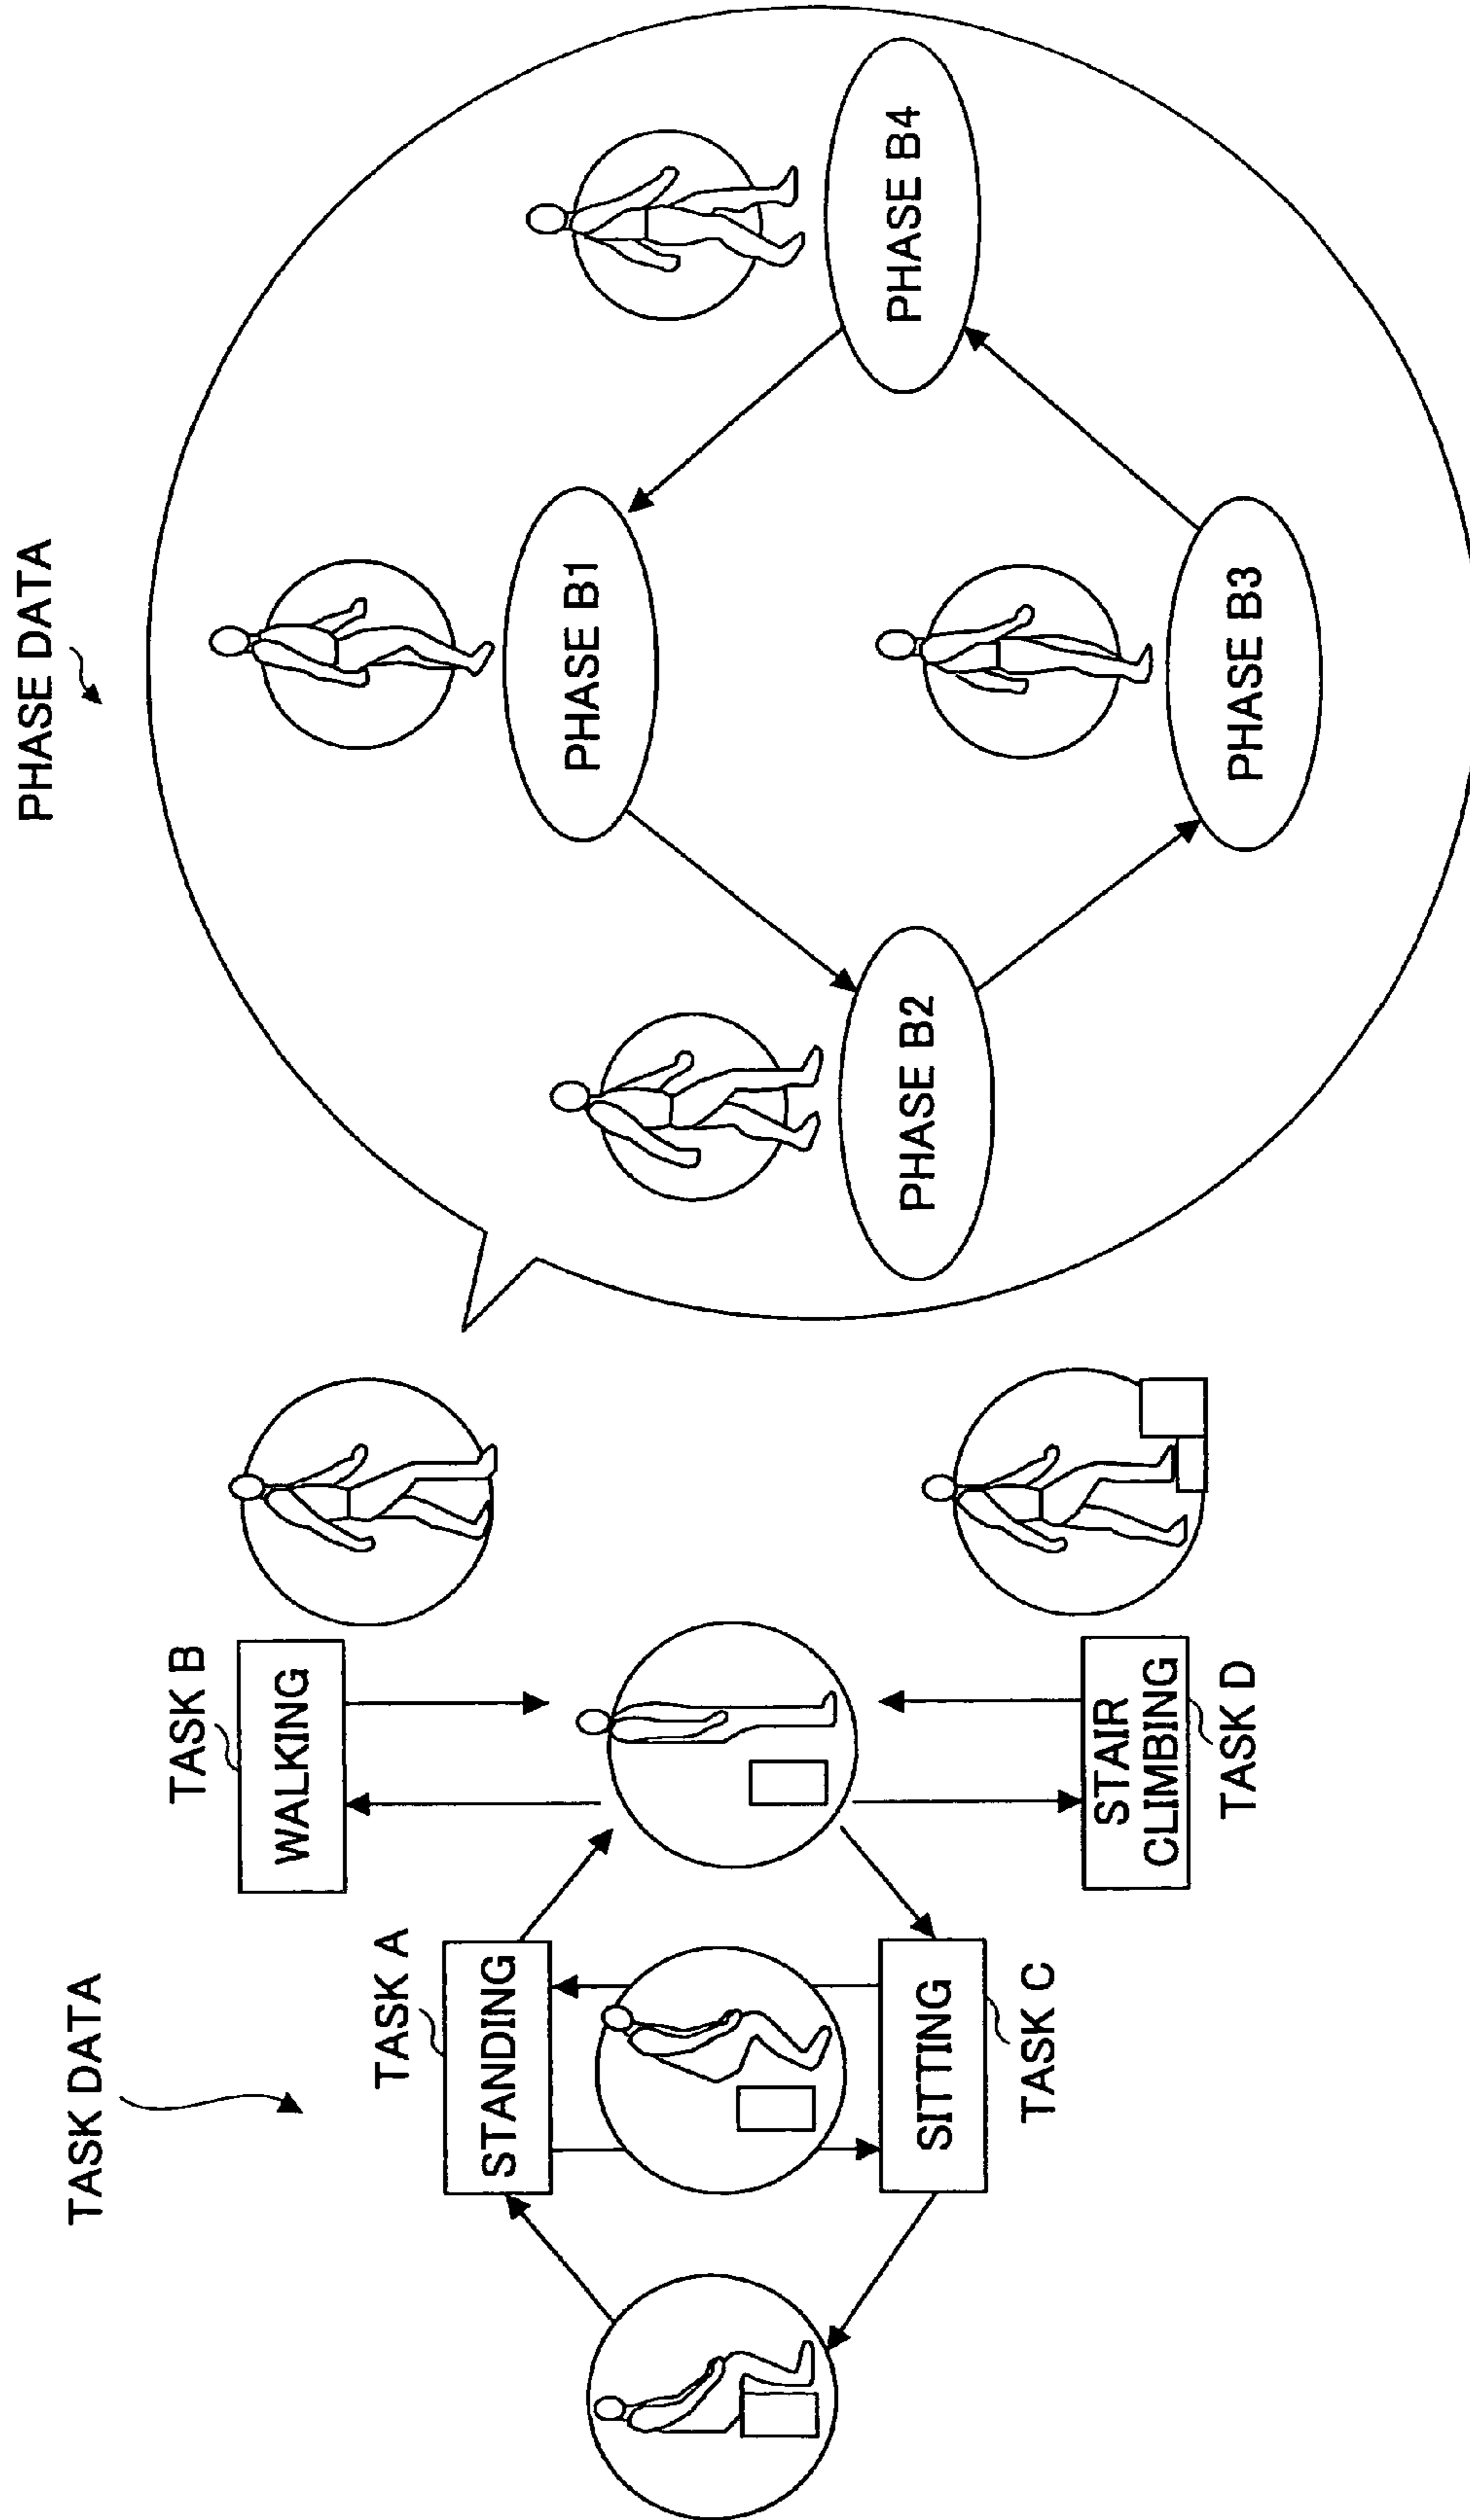 TASK DATA
PHASE DATA
TASK B
WALKING
TASK A
STANDING
SITTING
TASK C
STAIR
CLIMBING
TASK D
PHASE B1
PHASE B2
PHASE B4
PHASE B3